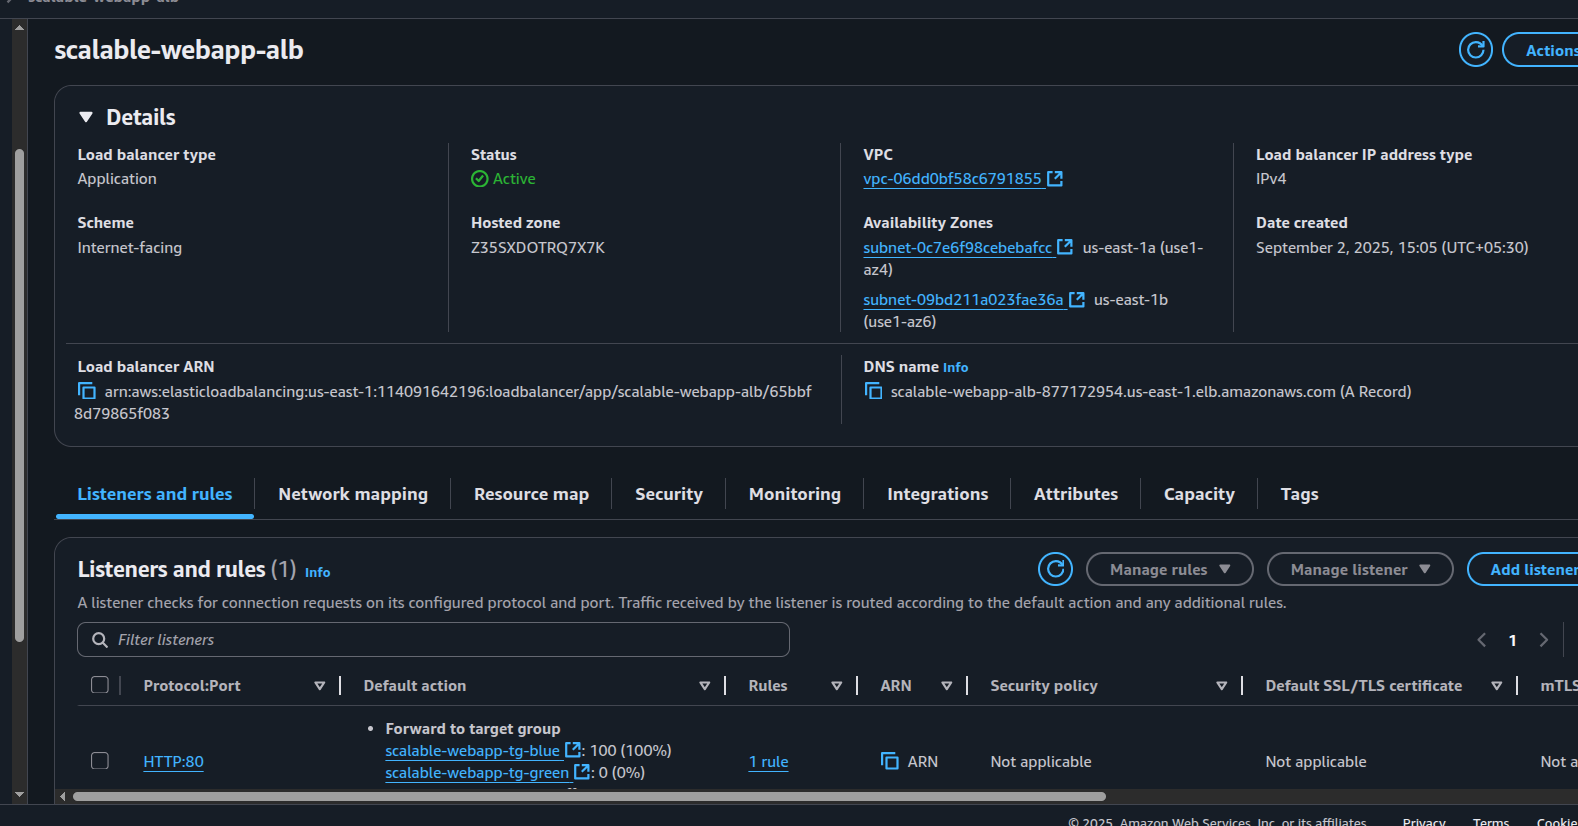 scalable-webapp-alb
scalable-webapp-alb
Actions
Details
Load balancer type
Application
Status
Active
VPC
vpc-06dd0bf58c6791855
Load balancer IP address type
IPv4
Scheme
Internet-facing
Hosted zone
Z35SXDOTRQ7X7K
Availability Zones
subnet-0c7e6f98cebebafcc us-east-1a (use1-
az4)
subnet-09bd211a023fae36a us-east-1b
(use1-az6)
Date created
September 2, 2025, 15:05 (UTC+05:30)
Load balancer ARN
arn:aws:elasticloadbalancing:us-east-1:114091642196:loadbalancer/app/scalable-webapp-alb/65bbf
8d79865f083
DNS name Info
scalable-webapp-alb-877172954.us-east-1.elb.amazonaws.com (A Record)
Listeners and rules Network mapping Resource map Security Monitoring Integrations Attributes Capacity Tags
Listeners and rules (1) Info
Manage rules Manage listener Add listener
A listener checks for connection requests on its configured protocol and port. Traffic received by the listener is routed according to the default action and any additional rules.
Filter listeners
1
Protocol:Port Default action Rules ARN Security policy Default SSL/TLS certificate mTLS
HTTP:80
• Forward to target group
scalable-webapp-tg-blue : 100 (100%)
scalable-webapp-tg-green : 0 (0%)
1 rule
ARN
Not applicable
Not applicable
Not a
© 2025, Amazon Web Services, Inc. or its affiliates. Privacy Terms Cookie